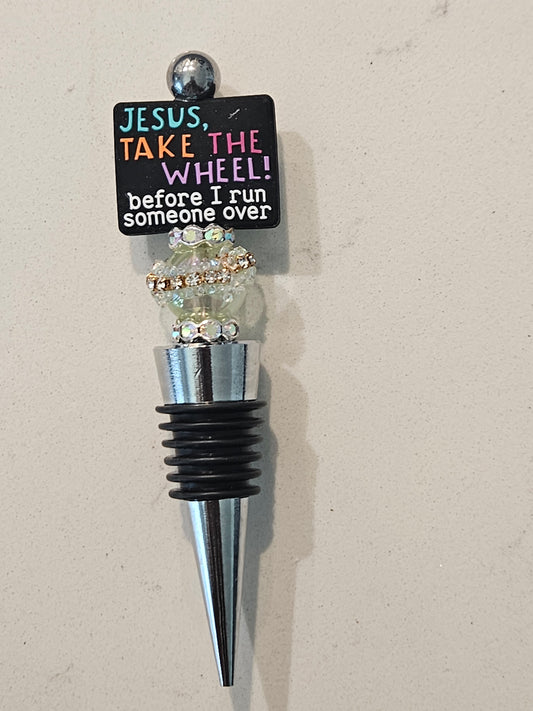 JESUS,
TAKE THE
WHEEL!
before I run
someone over